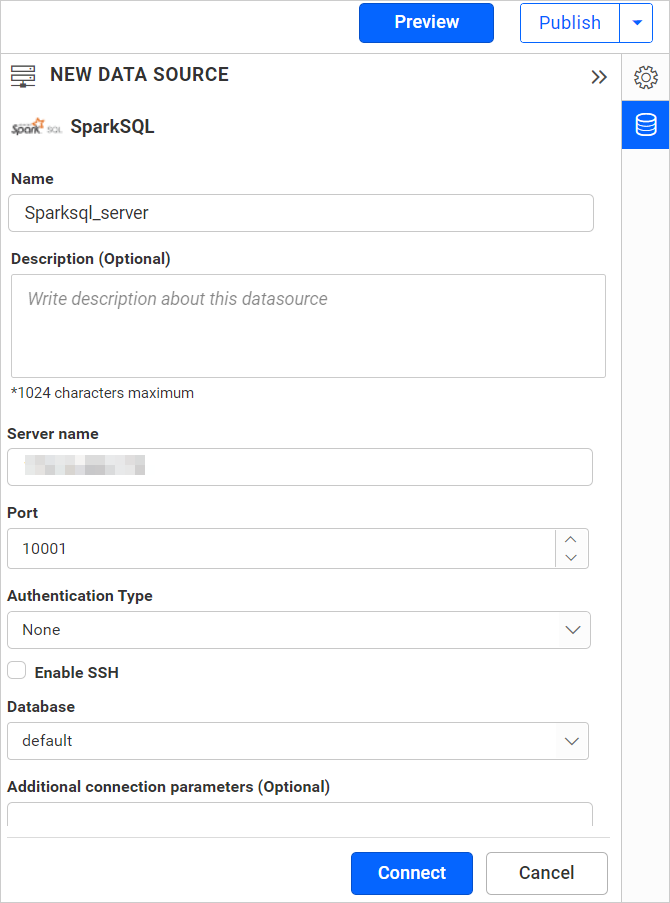 Preview
Publish
NEW DATA SOURCE
Spark SQL SparkSQL
Name
Sparksql_server
Description (Optional)
Write description about this datasource
*1024 characters maximum
Server name
Port
10001
Authentication Type
None
Enable SSH
Database
default
Additional connection parameters (Optional)
Connect
Cancel